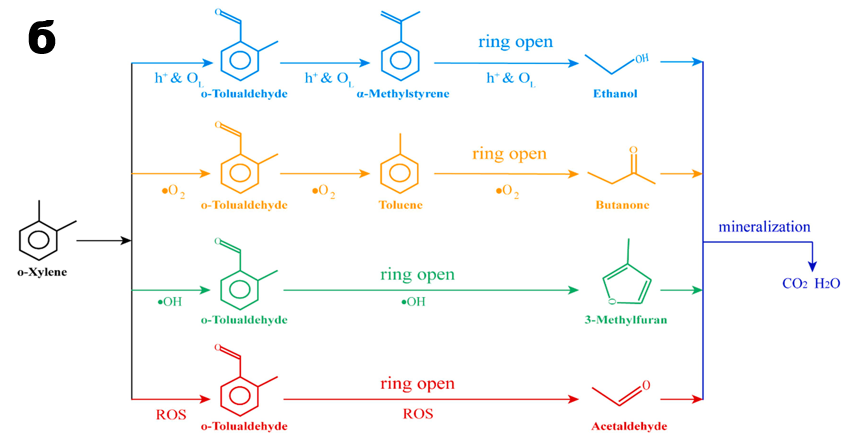 б
O
h⁺ & O_L
o-Tolualdehyde
h⁺ & O_L
α-Methylstyrene
ring open
h⁺ & O_L
OH
Ethanol
O
•O₂
o-Tolualdehyde
•O₂
Toluene
ring open
•O₂
O
Butanone
o-Xylene
O
•OH
o-Tolualdehyde
ring open
•OH
O
3-Methylfuran
mineralization
CO₂ H₂O
O
ROS
o-Tolualdehyde
ring open
ROS
O
Acetaldehyde